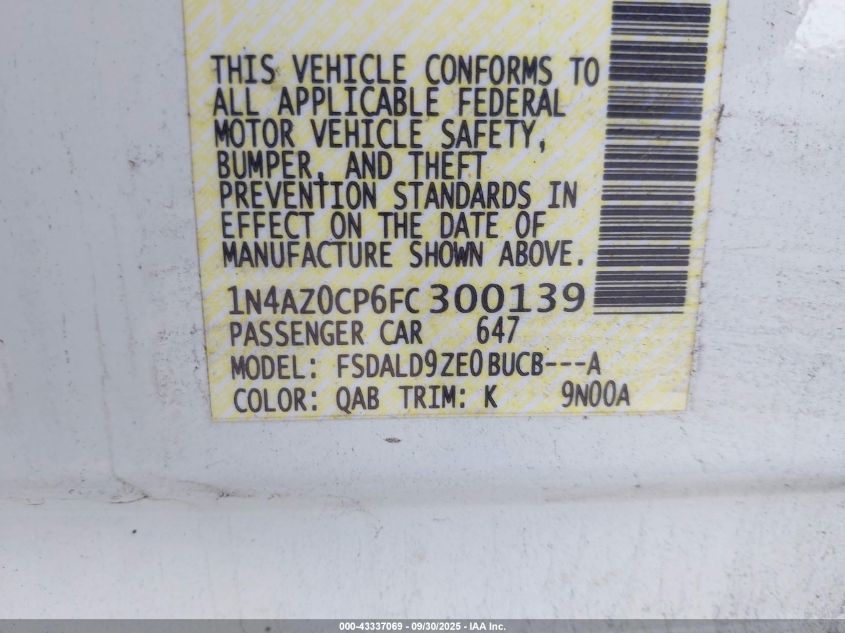 THIS VEHICLE CONFORMS TO
ALL APPLICABLE FEDERAL
MOTOR VEHICLE SAFETY,
BUMPER, AND THEFT
PREVENTION STANDARDS IN
EFFECT ON THE DATE OF
MANUFACTURE SHOWN ABOVE.
1N4AZ0CP6FC300139
PASSENGER CAR 647
MODEL: FSDALD9ZE0BUCB---A
COLOR: QAB TRIM: K 9N00A
000-43337069 - 09/30/2025 - IAA Inc.